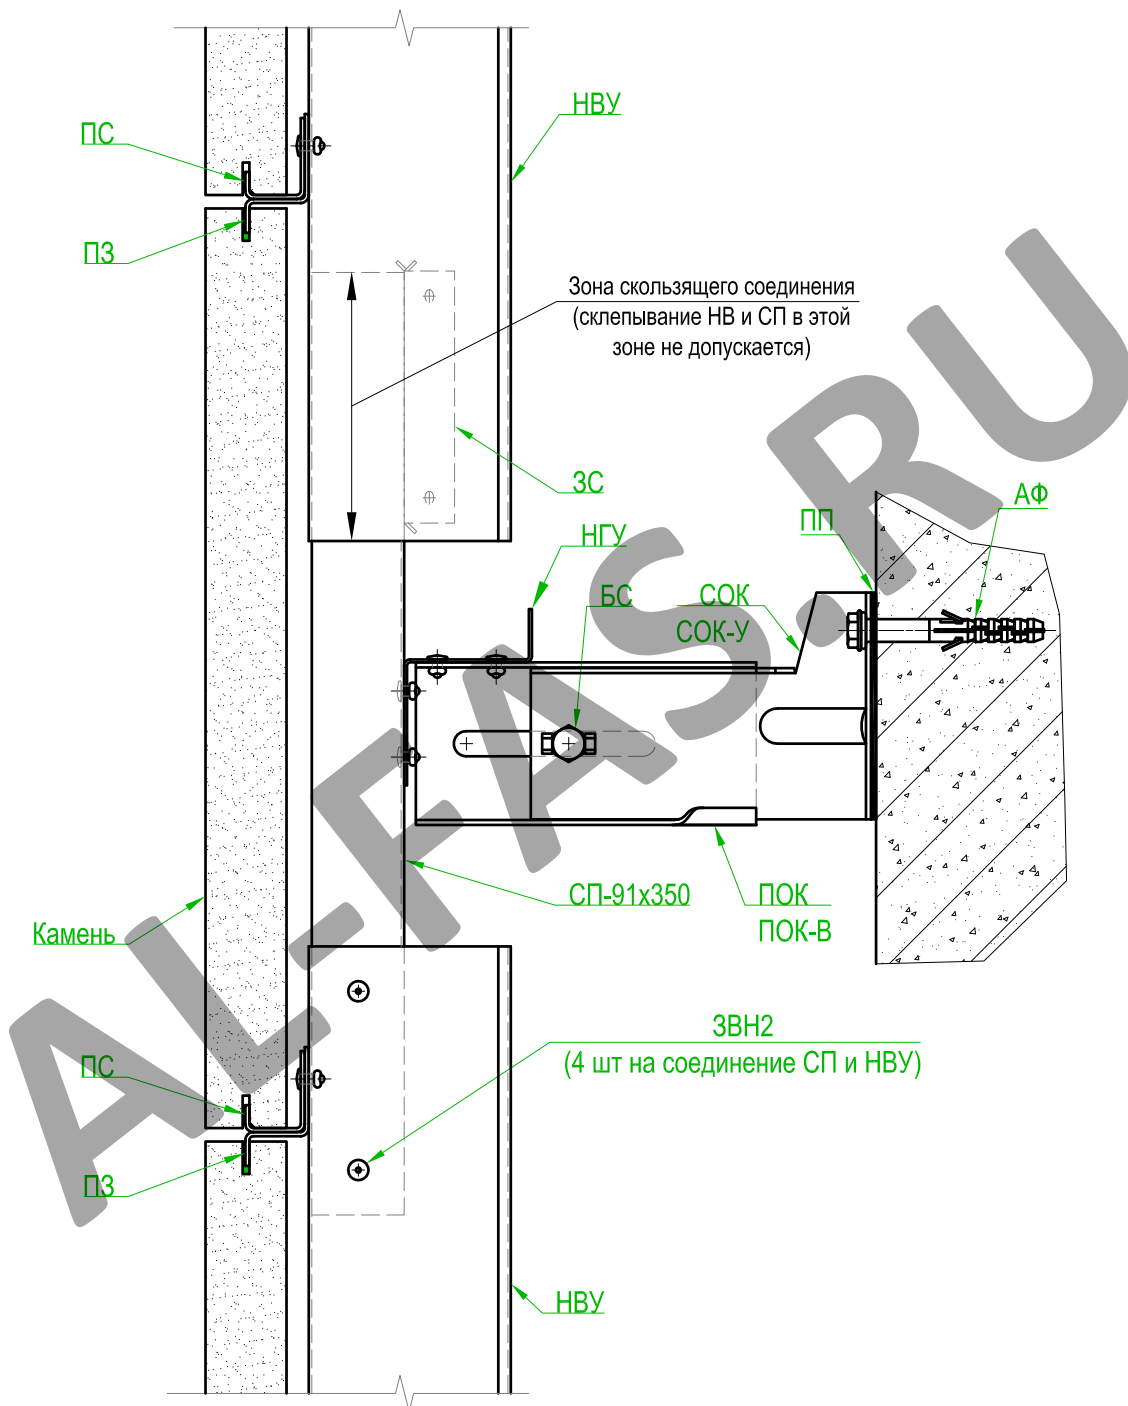 НВУ
ПС
ПЗ
Зона скользящего соединения
(склепывание НВ и СП в этой
зоне не допускается)
ЗС
АФ
ПП
НГУ
БС
СОК
СОК-У
СП-91х350
ПОК
ПОК-В
Камень
ЗВН2
(4 шт на соединение СП и НВУ)
ПС
ПЗ
НВУ
AL-FAS.RU